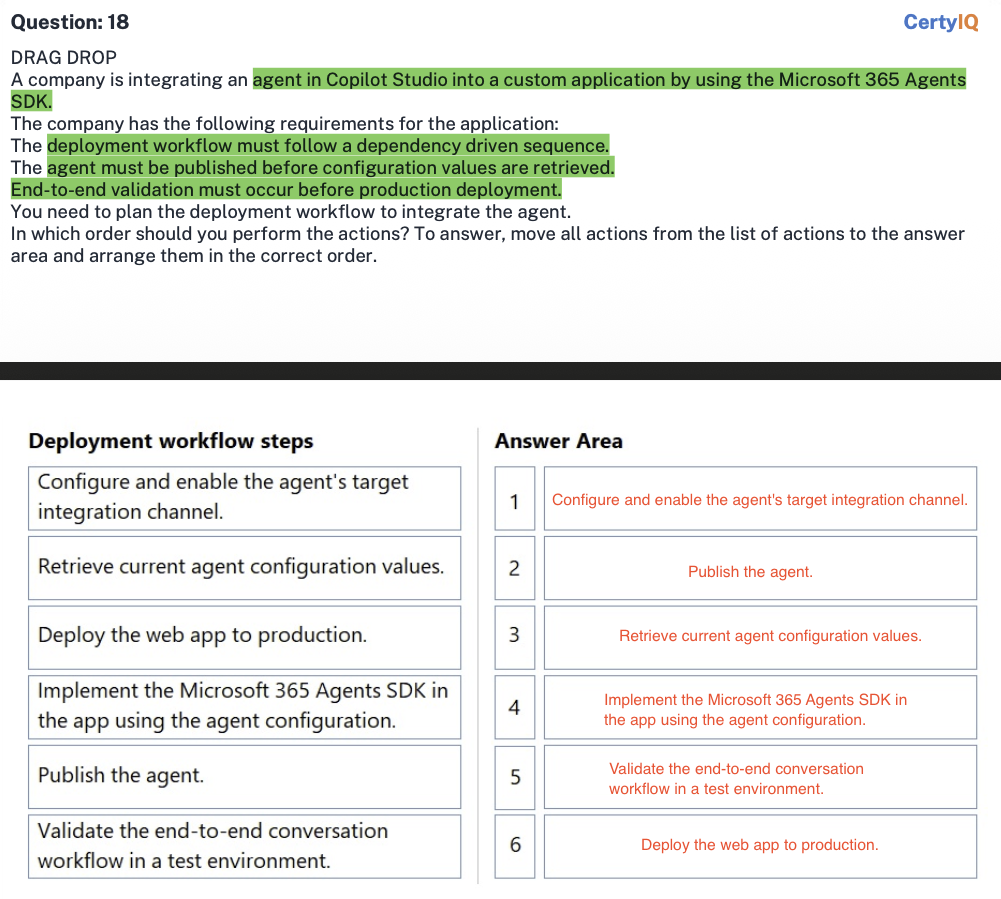 Question: 18
CertyIQ
DRAG DROP
A company is integrating an agent in Copilot Studio into a custom application by using the Microsoft 365 Agents
SDK.
The company has the following requirements for the application:
The deployment workflow must follow a dependency driven sequence.
The agent must be published before configuration values are retrieved.
End-to-end validation must occur before production deployment.
You need to plan the deployment workflow to integrate the agent.
In which order should you perform the actions? To answer, move all actions from the list of actions to the answer
area and arrange them in the correct order.
Deployment workflow steps
Configure and enable the agent's target
integration channel.
Retrieve current agent configuration values.
Deploy the web app to production.
Implement the Microsoft 365 Agents SDK in
the app using the agent configuration.
Publish the agent.
Validate the end-to-end conversation
workflow in a test environment.
Answer Area
1
Configure and enable the agent's target integration channel.
2
Publish the agent.
3
Retrieve current agent configuration values.
4
Implement the Microsoft 365 Agents SDK in
the app using the agent configuration.
5
Validate the end-to-end conversation
workflow in a test environment.
6
Deploy the web app to production.